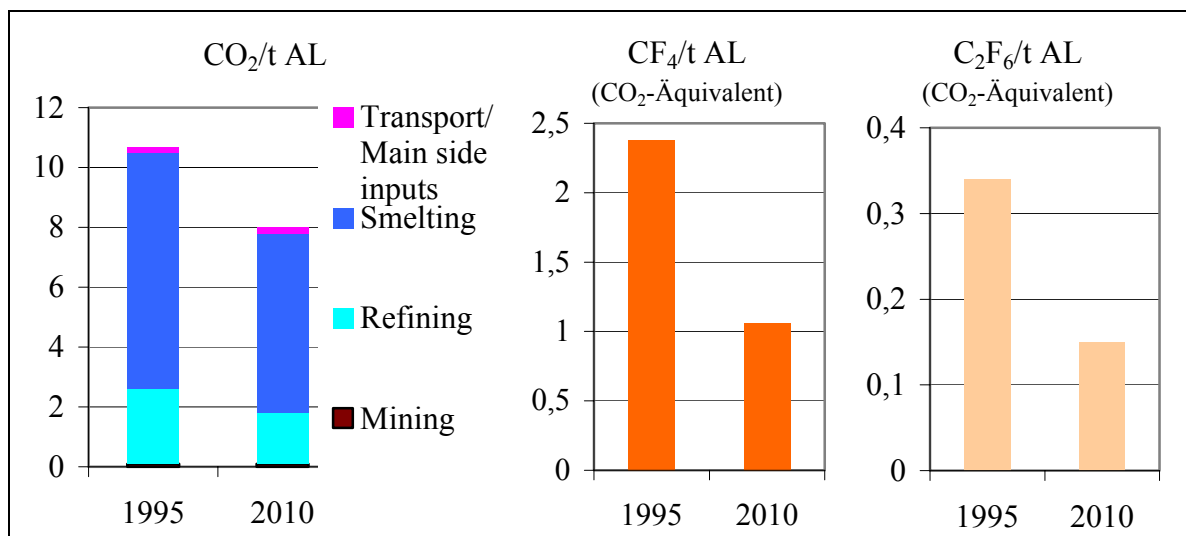 CO₂/t AL
12
10
8
6
4
2
0
1995 2010
Transport/
Main side
inputs
Smelting
Refining
Mining
CF₄/t AL
(CO₂-Äquivalent)
2,5
2
1,5
1
0,5
0
1995 2010
C₂F₆/t AL
(CO₂-Äquivalent)
0,4
0,3
0,2
0,1
0
1995 2010